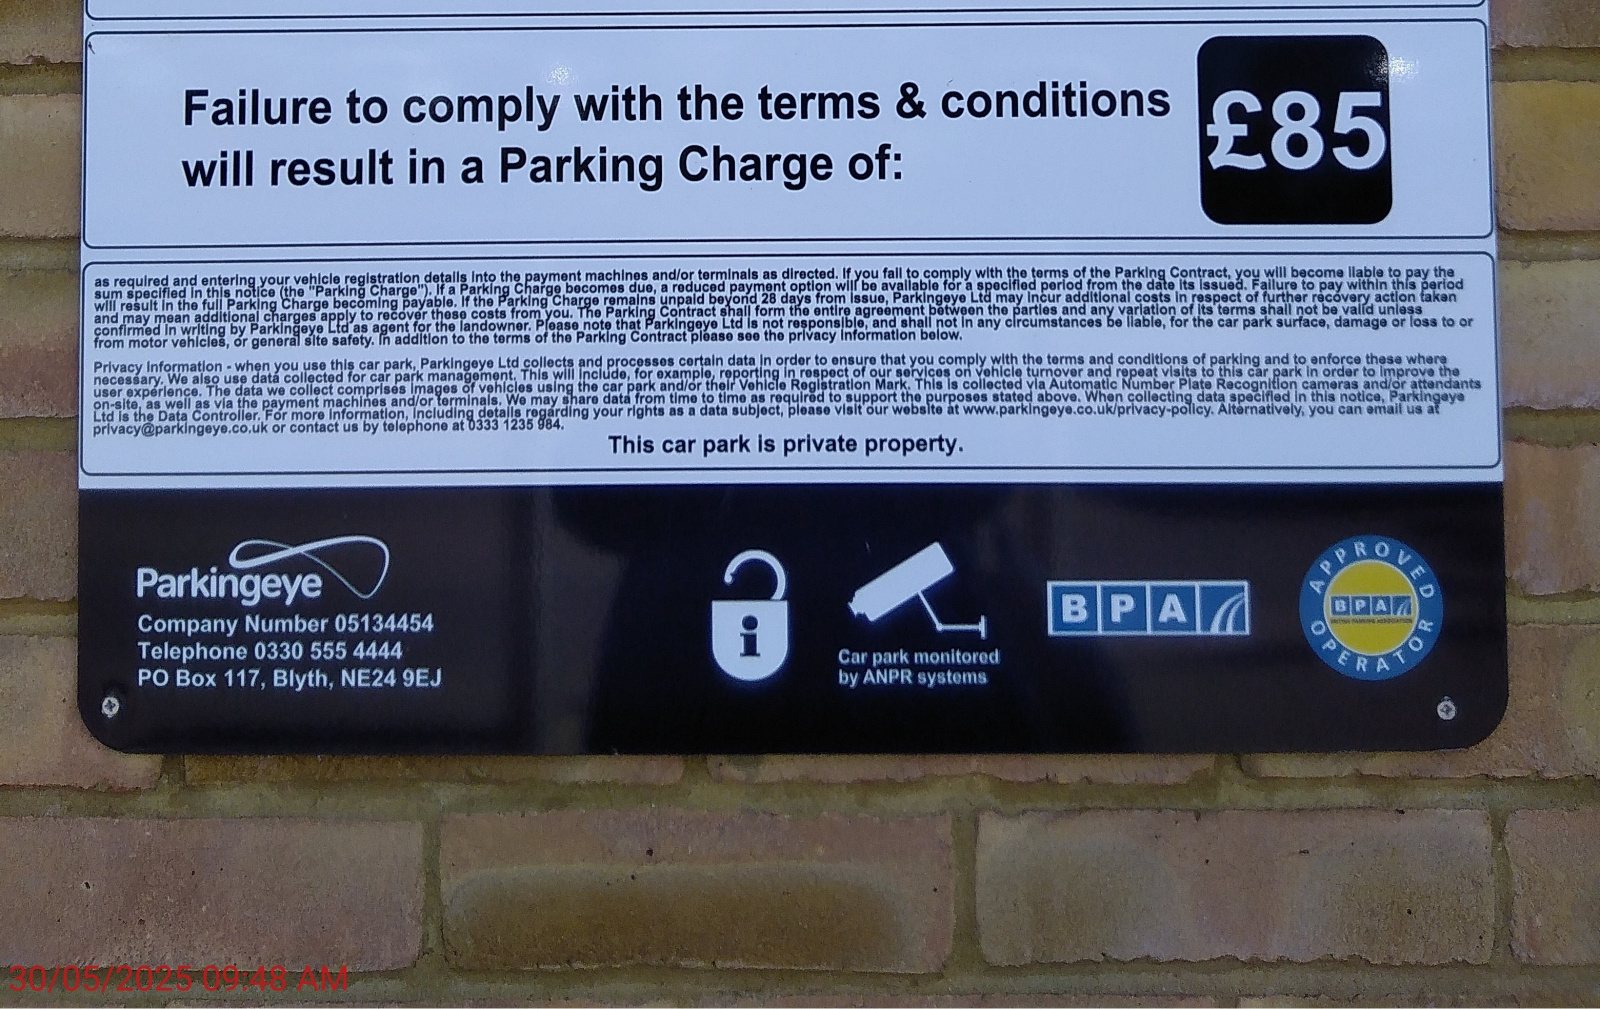 Failure to comply with the terms & conditions
will result in a Parking Charge of:
£85
as required and entering your vehicle registration details into the payment machines and/or terminals as directed. If you fail to comply with the terms of the Parking Contract, you will become liable to pay the
sum specified in this notice (the "Parking Charge"). If a Parking Charge becomes due, a reduced payment option will be available for a specified period from the date its issued. Failure to pay within this period
will result in the full Parking Charge becoming payable. If the Parking Charge remains unpaid beyond 28 days from issue, Parkingeye Ltd may incur additional costs in respect of further recovery action taken
and may mean additional charges apply to recover these costs from you. The Parking Contract shall form the entire agreement between the parties and any variation of its terms shall not be valid unless
confirmed in writing by Parkingeye Ltd as agent for the landowner. Please note that Parkingeye Ltd is not responsible, and shall not in any circumstances be liable, for the car park surface, damage or loss to or
from motor vehicles, or general site safety. In addition to the terms of the Parking Contract please see the privacy information below.
Privacy Information - when you use this car park, Parkingeye Ltd collects and processes certain data in order to ensure that you comply with the terms and conditions of parking and to enforce these where
necessary. We also use data collected for car park management. This will include, for example, reporting in respect of our services on vehicle turnover and repeat visits to this car park in order to improve the
user experience. The data we collect comprises images of vehicles using the car park and/or their Vehicle Registration Mark. This is collected via Automatic Number Plate Recognition cameras and/or attendants
on-site, as well as via the payment machines and/or terminals. We may share data from time to time as required to support the purposes stated above. When collecting data specified in this notice, Parkingeye
Ltd is the Data Controller. For more information, including details regarding your rights as a data subject, please visit our website at www.parkingeye.co.uk/privacy-policy. Alternatively, you can email us at
privacy@parkingeye.co.uk or contact us by telephone at 0333 1235 984.
This car park is private property.
Parkingeye
Company Number 05134454
Telephone 0330 555 4444
PO Box 117, Blyth, NE24 9EJ
i
Car park monitored
by ANPR systems
BPA
APPROVED
BPA
BRITISH PARKING ASSOCIATION
OPERATOR
30/05/2025 09:48 AM